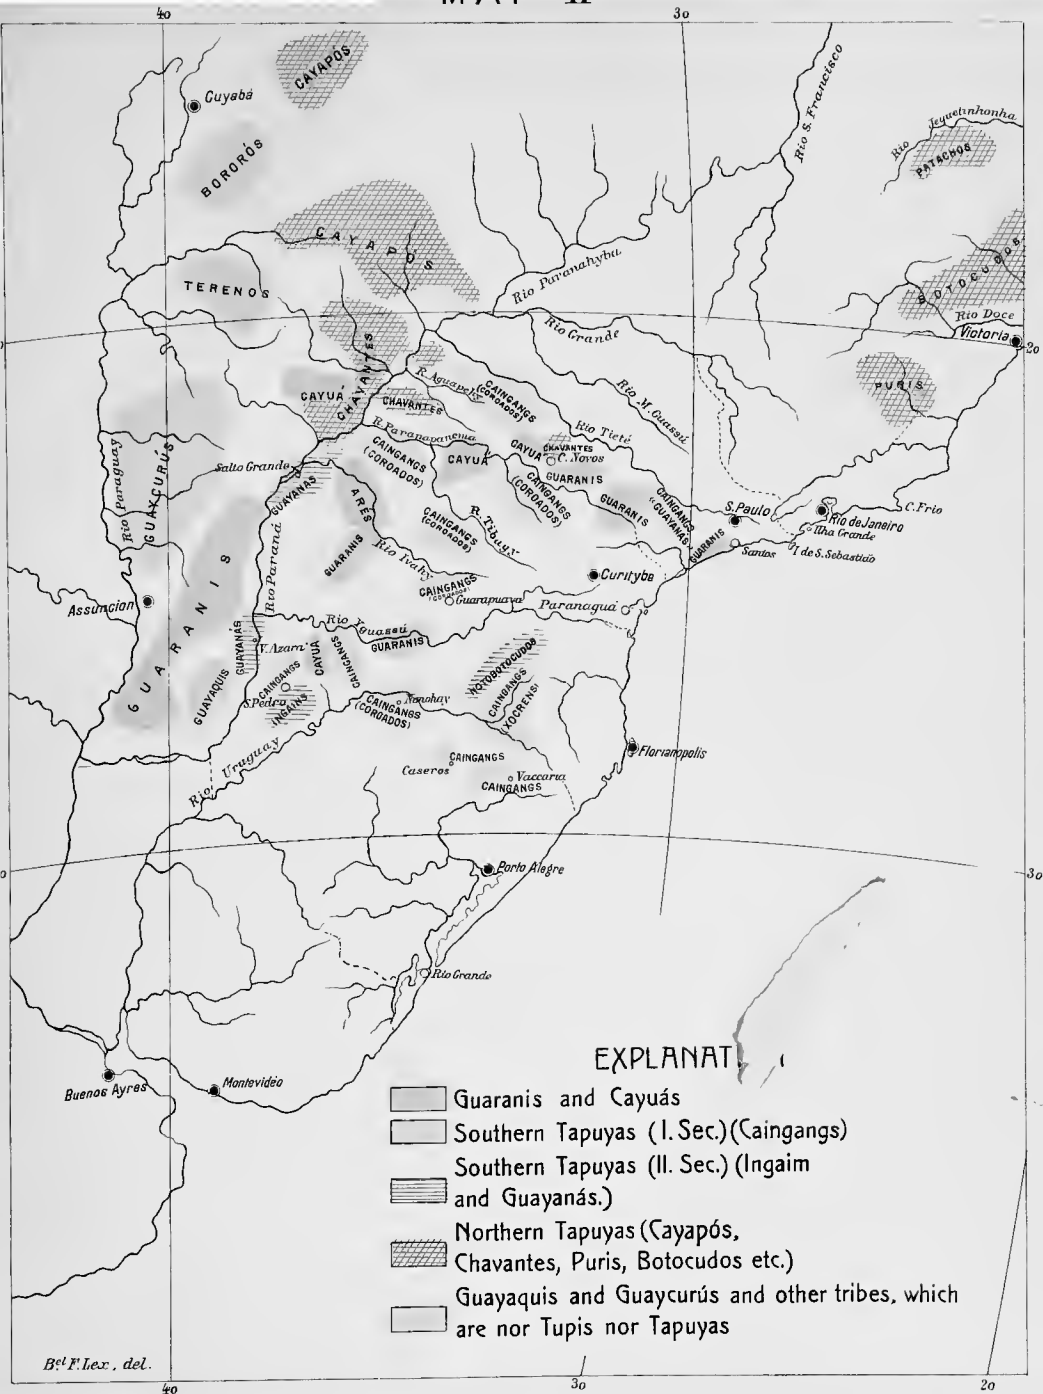 40
30
CAYAPÓS
Cuyabá
Rio S. Francisco
BORORÓS
Rio Jequetinhonha
PATACHOS
CAYAPÓS
Rio Paranahyba
BOTOCUDOS
TERENOS
Rio Doce
Victoria
20
Rio Grande
CHAVANTES
PURIS
CAYUÁ
R. Aguapehy
CAINGANGS
(COROADOS)
Rio M. Guassú
CHAVANTES
Rio Tieté
R. Paranapanema
CAINGANGS
(COROADOS)
CAYUÁ
CAYUÁ
CHAVANTES
C. Novos
GUARANIS
Rio Paraguay
GUAYCURÚS
Salto Grande
GUAYANAS
ARÉS
CAINGANGS
(COROADOS)
GUARANIS
CAINGANGS
GUAYANAS
S. Paulo
Rio de Janeiro
C. Frio
Ilha Grande
I de S. Sebastião
Santos
GUARANIS
CAINGANGS
(COROADOS)
R. Tibagy
GUARANIS
Rio Ivahy
Rio Paraná
GUARANIS
Assuncion
Curityba
CAINGANGS
(COROADOS)
Guarapuava
Paranaguá
Rio Yguassú
GUARANIS
GUAYANÁS
V. Azara
CAYUA
CAINGANGS
NOTOBOTOCUDOS
GUAYAQUIS
CAINGANGS
S. Pedro
INGAINS
CAINGANGS
(COROADOS)
Nonohay
CAINGANGS
(XOCRENS)
Rio Uruguay
Florianopolis
CAINGANGS
Caseros
Vaccaria
CAINGANGS
Porto Alegre
30
Rio Grande
Buenos Ayres
Montevideo
EXPLANAT
Guaranis and Cayuás
Southern Tapuyas (I. Sec.) (Caingangs)
Southern Tapuyas (II. Sec.) (Ingaim
and Guayanás.)
Northern Tapuyas (Cayapós,
Chavantes, Puris, Botocudos etc.)
Guayaquis and Guaycurús and other tribes, which
are nor Tupis nor Tapuyas
Bel F. Lex, del.
40
30
20